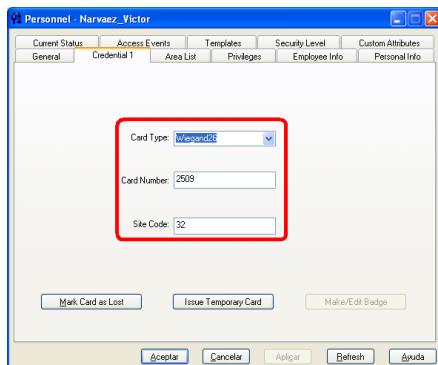 Personnel - Narvaez_Victor
Current Status Access Events Templates Security Level Custom Attributes
General Credential 1 Area List Privileges Employee Info Personal Info
Card Type: Wiegand26
Card Number: 2509
Site Code: 32
Mark Card as Lost Issue Temporary Card Make/Edit Badge
Aceptar Cancelar Aplicar Refresh Ayuda